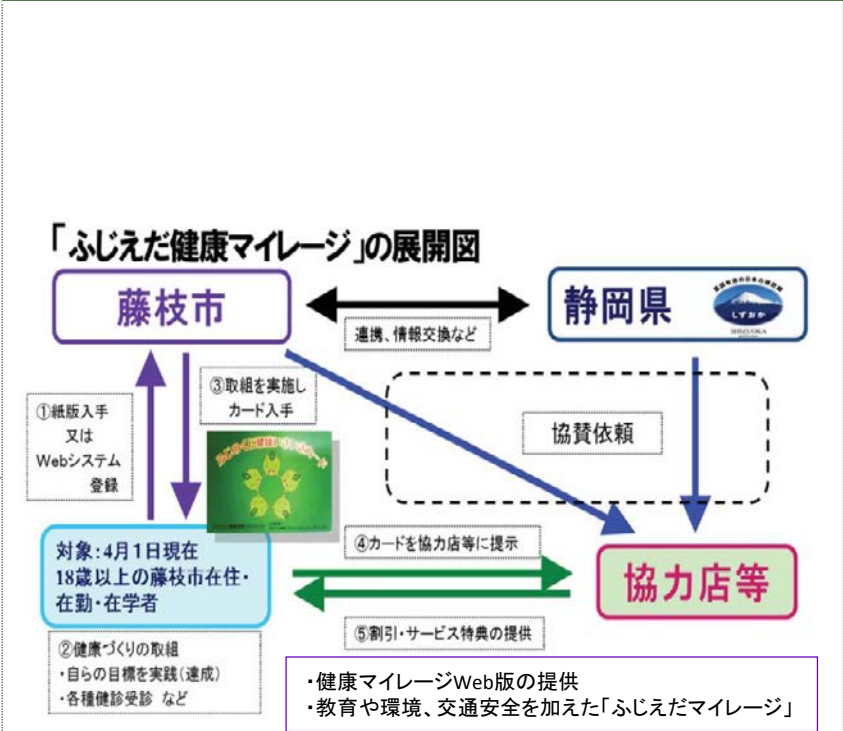 「ふじえだ健康マイレージ」の展開図
藤枝市
静岡県
しずおか
SHIZUOKA
連携、情報交換など
①紙版入手
又は
Webシステム
登録
③取組を実施し
カード入手
協賛依頼
対象：4月1日現在
18歳以上の藤枝市在住・
在勤・在学者
④カードを協力店等に提示
協力店等
⑤割引・サービス特典の提供
②健康づくりの取組
・自らの目標を実践（達成）
・各種健診受診 など
・健康マイレージWeb版の提供
・教育や環境、交通安全を加えた「ふじえだマイレージ」